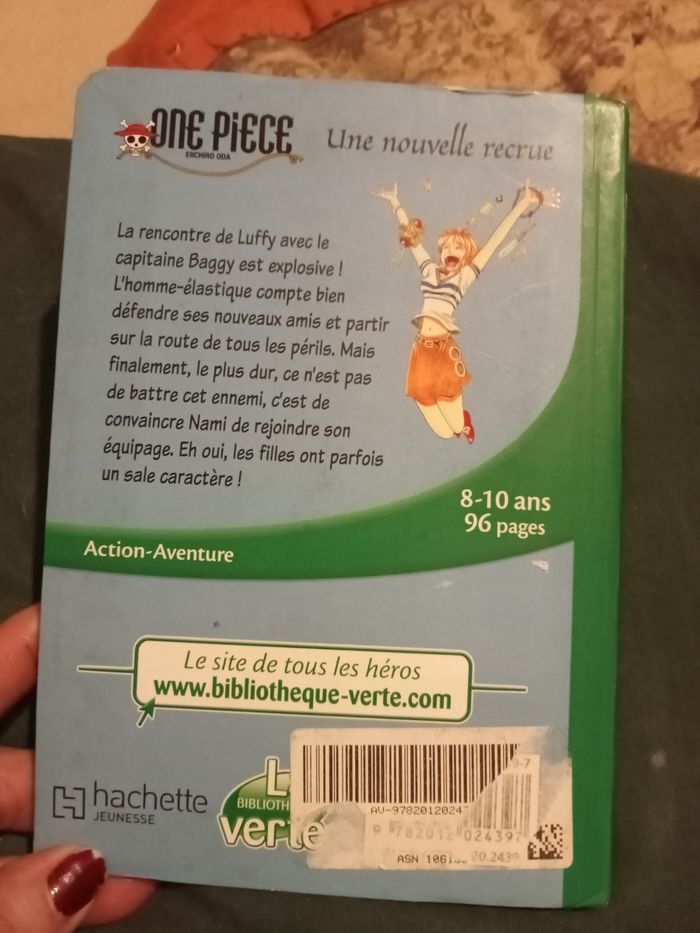 ONE PIECE
EIICHIRO ODA
Une nouvelle recrue
La rencontre de Luffy avec le
capitaine Baggy est explosive !
L'homme-élastique compte bien
défendre ses nouveaux amis et partir
sur la route de tous les périls. Mais
finalement, le plus dur, ce n'est pas
de battre cet ennemi, c'est de
convaincre Nami de rejoindre son
équipage. Eh oui, les filles ont parfois
un sale caractère !
8-10 ans
96 pages
Action-Aventure
Le site de tous les héros
www.bibliotheque-verte.com
hachette
JEUNESSE
verte
9 782012 024397